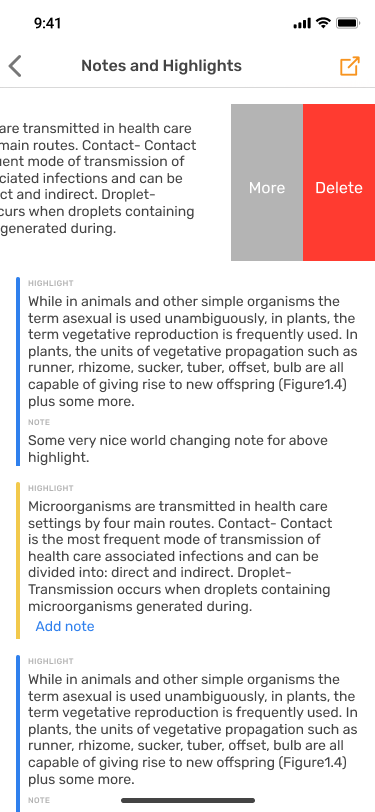 9:41
Notes and Highlights
are transmitted in health care
main routes. Contact- Contact
uent mode of transmission of
ciated infections and can be
ct and indirect. Droplet-
curs when droplets containing
generated during.
More
Delete
HIGHLIGHT
While in animals and other simple organisms the
term asexual is used unambiguously, in plants, the
term vegetative reproduction is frequently used. In
plants, the units of vegetative propagation such as
runner, rhizome, sucker, tuber, offset, bulb are all
capable of giving rise to new offspring (Figure1.4)
plus some more.
NOTE
Some very nice world changing note for above
highlight.
HIGHLIGHT
Microorganisms are transmitted in health care
settings by four main routes. Contact- Contact
is the most frequent mode of transmission of
health care associated infections and can be
divided into: direct and indirect. Droplet-
Transmission occurs when droplets containing
microorganisms generated during.
Add note
HIGHLIGHT
While in animals and other simple organisms the
term asexual is used unambiguously, in plants, the
term vegetative reproduction is frequently used. In
plants, the units of vegetative propagation such as
runner, rhizome, sucker, tuber, offset, bulb are all
capable of giving rise to new offspring (Figure1.4)
plus some more.
NOTE